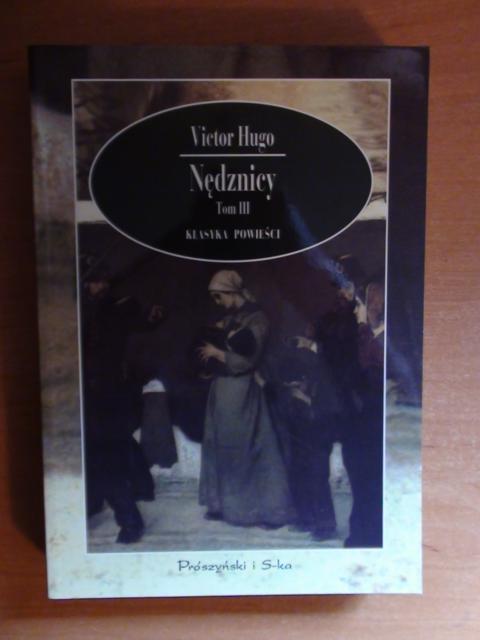 Victor Hugo
Nędznicy
Tom III
KLASYKA POWIEŚCI
Prószyński i S-ka